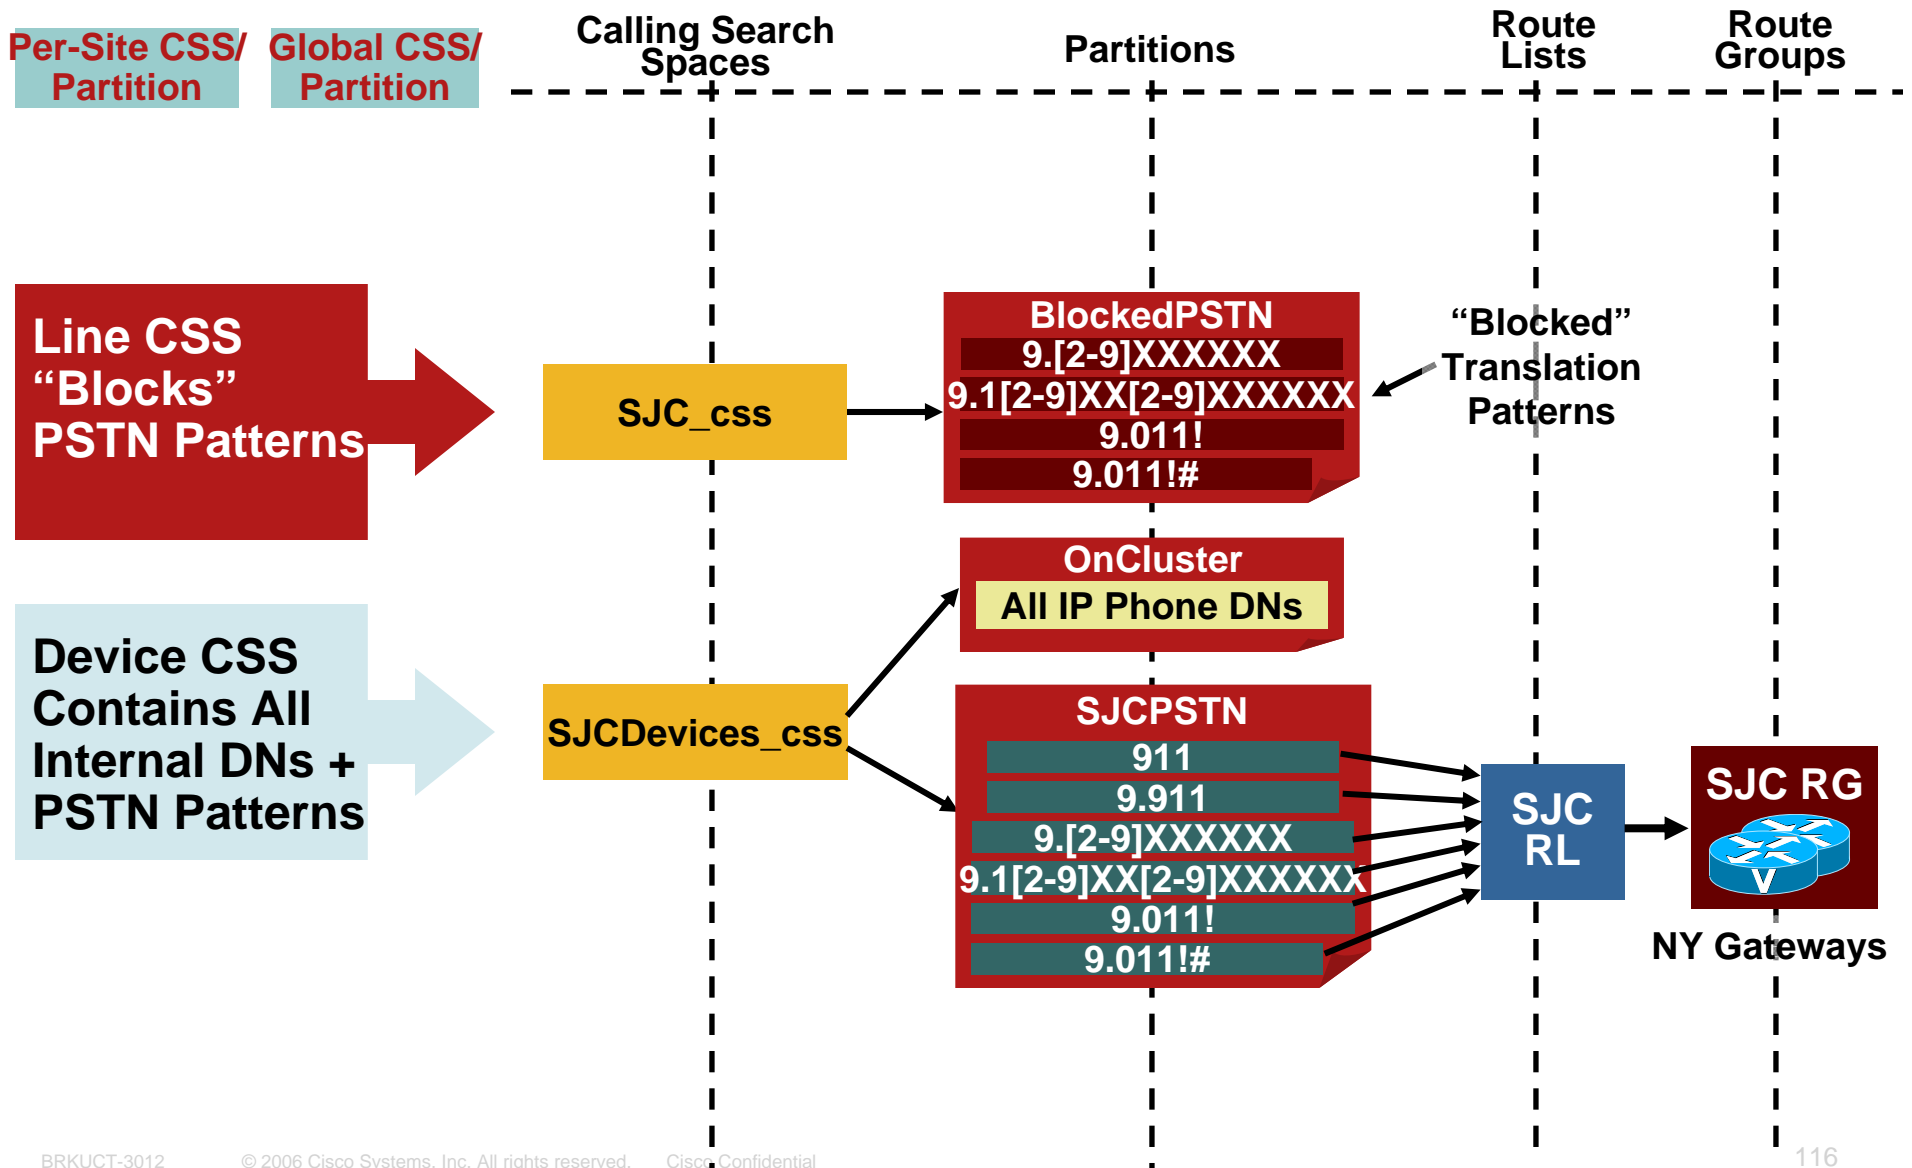 Per-Site CSS/
Partition
Global CSS/
Partition
Calling Search
Spaces
Partitions
Route
Lists
Route
Groups
Line CSS
“Blocks”
PSTN Patterns
SJC_css
BlockedPSTN
9.[2-9]XXXXXX
9.1[2-9]XX[2-9]XXXXXX
9.011!
9.011!#
“Blocked”
Translation
Patterns
OnCluster
All IP Phone DNs
Device CSS
Contains All
Internal DNs +
PSTN Patterns
SJCDevices_css
SJCPSTN
911
9.911
9.[2-9]XXXXXX
9.1[2-9]XX[2-9]XXXXXX
9.011!
9.011!#
SJC
RL
SJC RG
V
NY Gateways
BRKUCT-3012 © 2006 Cisco Systems, Inc. All rights reserved. Cisco Confidential 116